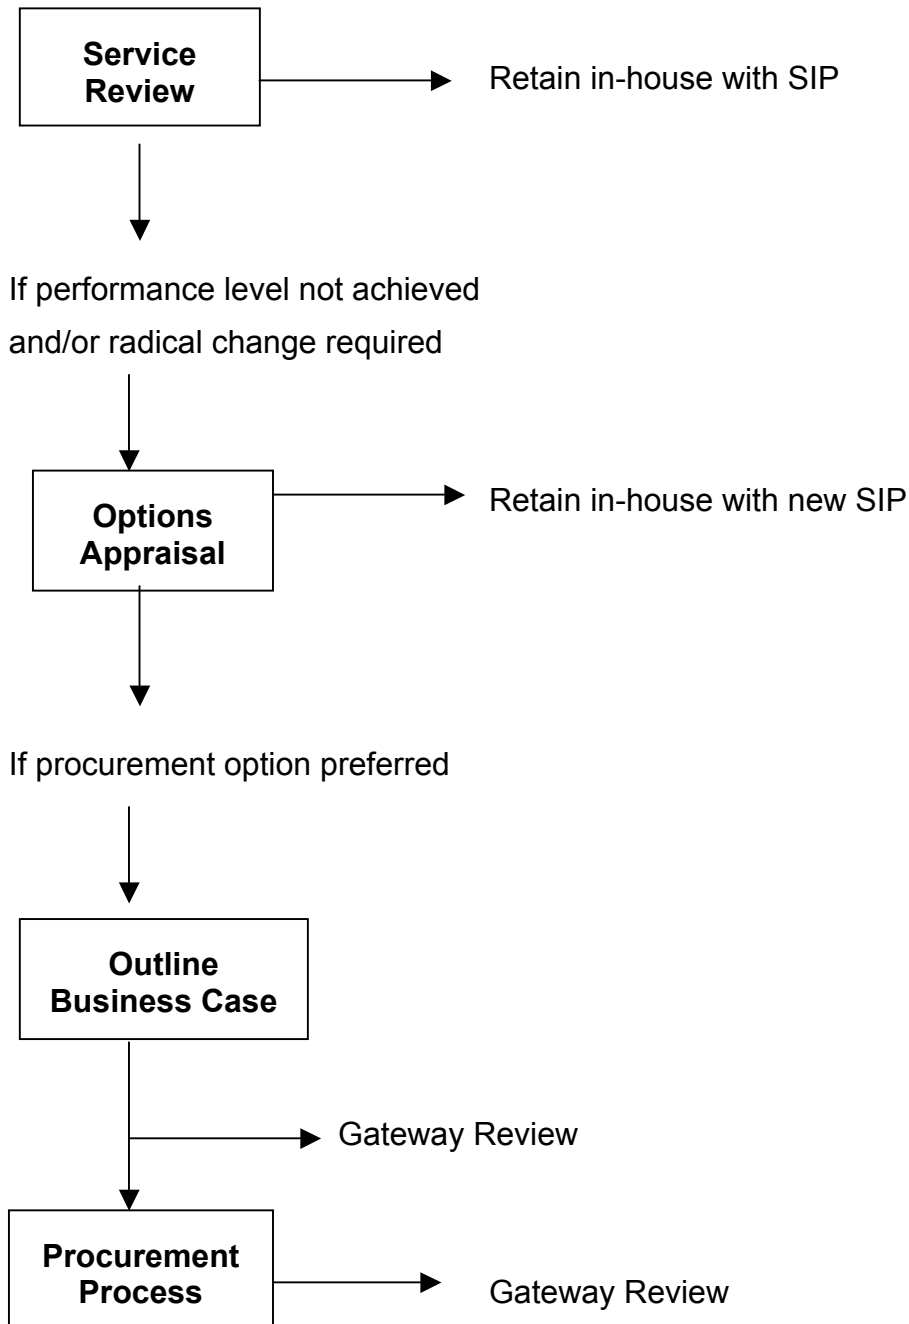 Service
Review
Retain in-house with SIP
If performance level not achieved
and/or radical change required
Options
Appraisal
Retain in-house with new SIP
If procurement option preferred
Outline
Business Case
Gateway Review
Procurement
Process
Gateway Review